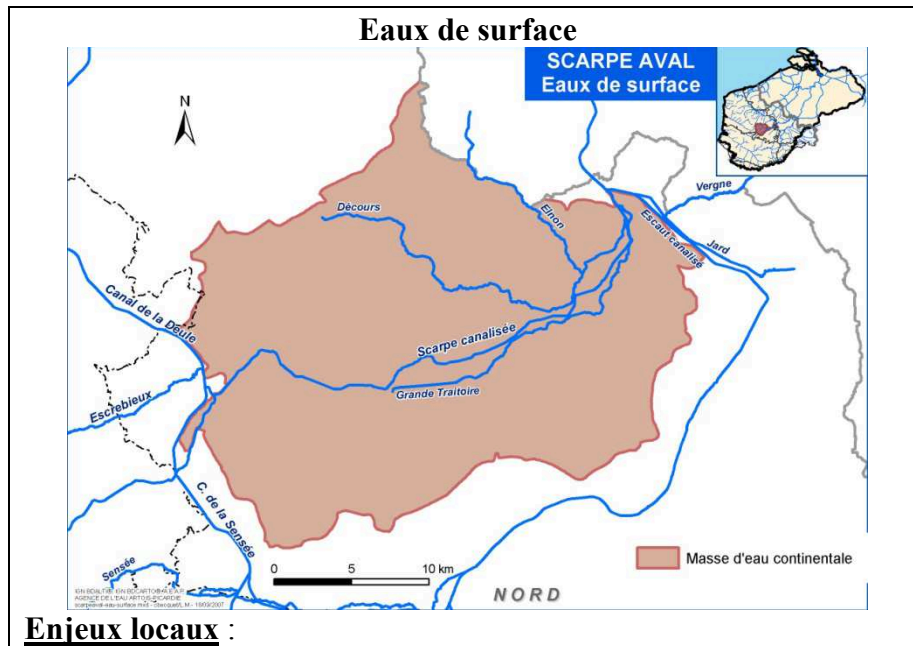 Eaux de surface
SCARPE AVAL
Eaux de surface
N
Vergne
Décours
Elnon
Escaut canalisé
Jard
Canal de la Deule
Scarpe canalisée
Grande Traitoire
Escrebieux
C. de la Sensée
Masse d'eau continentale
0 5 10 km
Sensée
NORD
AGENCE DE L'EAU ARTOIS-PICARDIE
Enjeux locaux :